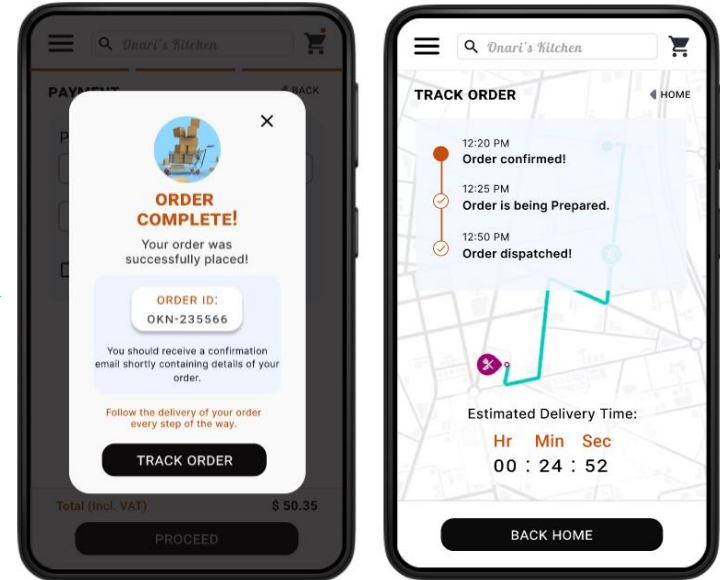 Onari's Kitchen
PAYMENT
BACK
ORDER
COMPLETE!
Your order was
successfully placed!
ORDER ID:
OKN-235566
You should receive a confirmation
email shortly containing details of your
order.
Follow the delivery of your order
every step of the way.
TRACK ORDER
Total (Incl. VAT)
$ 50.35
PROCEED
Onari's Kitchen
TRACK ORDER
HOME
12:20 PM
Order confirmed!
12:25 PM
Order is being Prepared.
12:50 PM
Order dispatched!
Estimated Delivery Time:
Hr Min Sec
00 : 24 : 52
BACK HOME